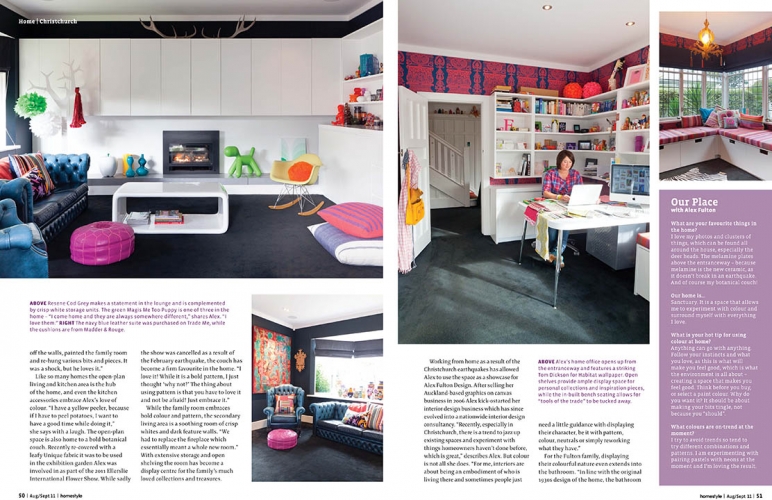 Home | Christchurch
ABOVE Resene Cod Grey makes a statement in the lounge and is complemented
by crisp white storage units. The green Magis Me Too Puppy is one of three in the
home – "I come home and they are always somewhere different," shares Alex. "I
love them." RIGHT The navy blue leather suite was purchased on Trade Me, while
the cushions are from Madder & Rouge.
off the walls, painted the family room
and re-hung various bits and pieces. It
was a shock, but he loves it."
Like so many homes the open-plan
living and kitchen area is the hub
of the home, and even the kitchen
accessories embrace Alex's love of
colour. "I have a yellow peeler, because
if I have to peel potatoes, I want to
have a good time while doing it,"
she says with a laugh. The open-plan
space is also home to a bold botanical
couch. Recently re-covered with a
leafy Unique fabric it was to be used
in the exhibition garden Alex was
involved in as part of the 2011 Ellerslie
International Flower Show. While sadly
the show was cancelled as a result of
the February earthquake, the couch has
become a firm favourite in the home. "I
love it! While it is a bold pattern, I just
thought 'why not?' The thing about
using pattern is that you have to love it
and not be afraid! Just embrace it."
While the family room embraces
bold colour and pattern, the secondary
living area is a soothing room of crisp
whites and dark feature walls. "We
had to replace the fireplace which
essentially meant a whole new room."
With extensive storage and open
shelving the room has become a
display centre for the family's much
loved collections and treasures.
50 | Aug/Sept 11 | homestyle
Working from home as a result of the
Christchurch earthquakes has allowed
Alex to use the space as a showcase for
Alex Fulton Design. After selling her
Auckland-based graphics on canvas
business in 2006, Alex kick-started her
interior design business which has since
evolved into a nationwide interior design
consultancy. "Recently, especially in
Christchurch, there is a trend to jazz up
existing spaces and experiment with
things homeowners haven't done before,
which is great," describes Alex. But colour
is not all she does. "For me, interiors are
about being an embodiment of who is
living there and sometimes people just
ABOVE Alex's home office opens up from
the entranceway and features a striking
Tom Dickson for Habitat wallpaper. Open
shelves provide ample display space for
personal collections and inspiration pieces,
while the in-built bench seating allows for
"tools of the trade" to be tucked away.
need a little guidance with displaying
their character, be it with pattern,
colour, neutrals or simply reworking
what they have."
For the Fulton family, displaying
their colourful nature even extends into
the bathroom. "In line with the original
1930s design of the home, the bathroom
Our Place
with Alex Fulton
What are your favourite things in
the home?
I love my photos and clusters of
things, which can be found all
around the house, especially the
deer heads. The melamine plates
above the entranceway – because
melamine is the new ceramic, as
it doesn't break in an earthquake.
And of course my botanical couch!
Our home is...
Sanctuary. It is a space that allows
me to experiment with colour and
surround myself with everything
I love.
What is your hot tip for using
colour at home?
Anything can go with anything.
Follow your instincts and what
you love, as this is what will
make you feel good, which is what
the environment is all about –
creating a space that makes you
feel good. Think before you buy
or select a paint colour. Why do
you want it? It should be about
making your bits tingle, not
because you "should".
What colours are on-trend at the
moment?
I try to avoid trends so tend to
try different combinations and
patterns. I am experimenting with
pairing pastels with neons at the
moment and I'm loving the result.
homestyle | Aug/Sept 11 | 51